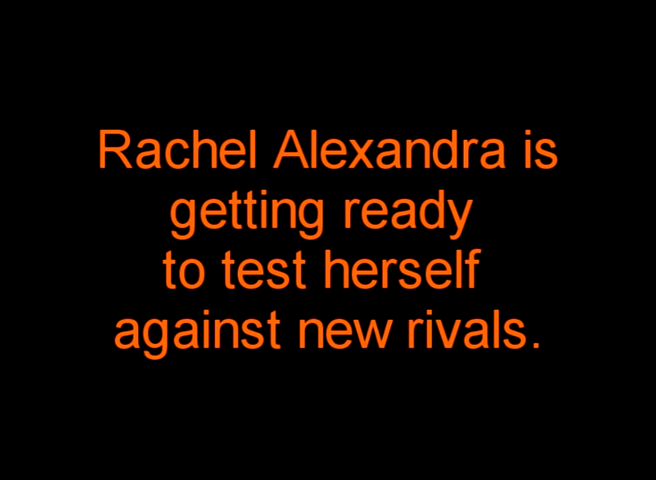 Rachel Alexandra is
getting ready
to test herself
against new rivals.